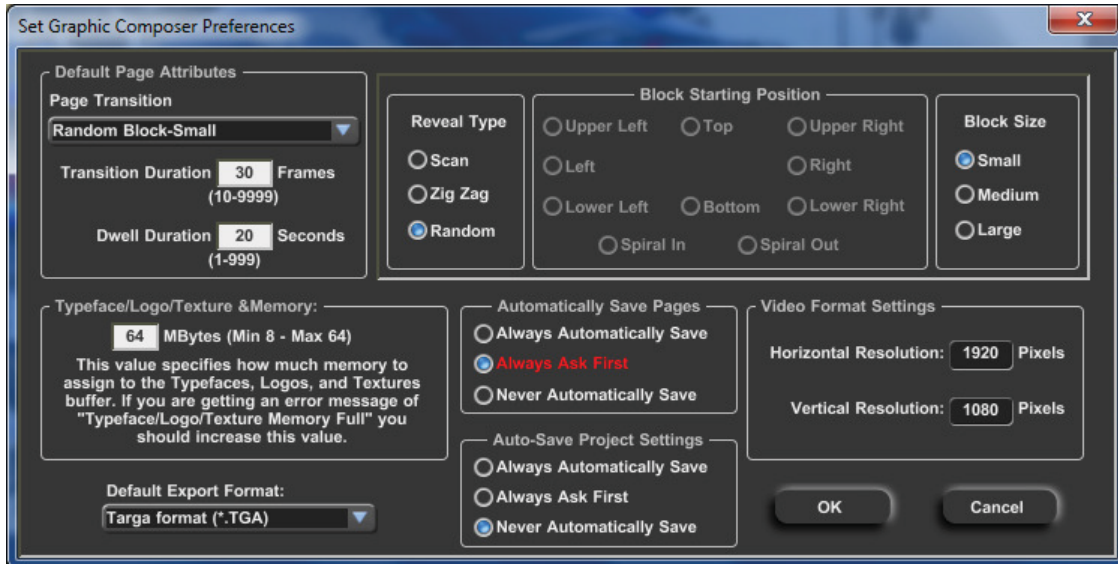 Set Graphic Composer Preferences
Default Page Attributes
Page Transition
Random Block-Small
Transition Duration 30 Frames
(10-9999)
Dwell Duration 20 Seconds
(1-999)
Reveal Type
Scan
Zig Zag
Random
Block Starting Position
Upper Left Top Upper Right
Left Right
Lower Left Bottom Lower Right
Spiral In Spiral Out
Block Size
Small
Medium
Large
Typeface/Logo/Texture &Memory:
64 MBytes (Min 8 - Max 64)
This value specifies how much memory to
assign to the Typefaces, Logos, and Textures
buffer. If you are getting an error message of
"Typeface/Logo/Texture Memory Full" you
should increase this value.
Default Export Format:
Targa format (*.TGA)
Automatically Save Pages
Always Automatically Save
Always Ask First
Never Automatically Save
Auto-Save Project Settings
Always Automatically Save
Always Ask First
Never Automatically Save
Video Format Settings
Horizontal Resolution: 1920 Pixels
Vertical Resolution: 1080 Pixels
OK Cancel